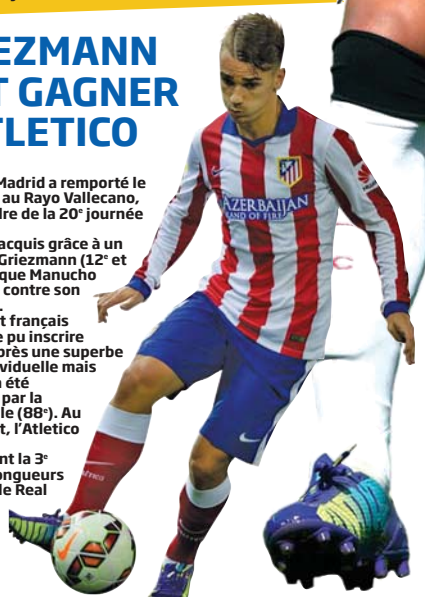 EZMANN
T GAGNER
TLETICO
Madrid a remporté le
au Rayo Vallecano,
dre de la 20e journée
acquis grâce à un
Griezmann (12e et
que Manucho
contre son
t français
e pu inscrire
près une superbe
viduelle mais
été
par la
le (88e). Au
t, l'Atletico
nt la 3e
ongueurs
le Real
AZERBAIJAN
LAND OF FIRE